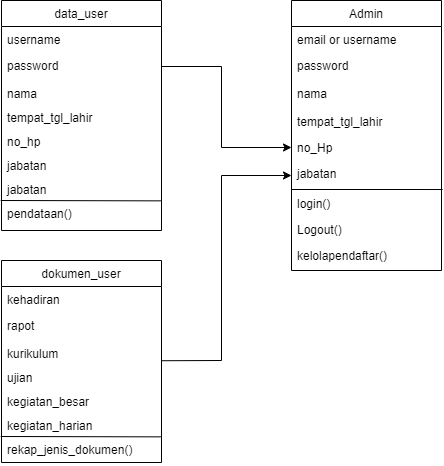 data_user
username
password
nama
tempat_tgl_lahir
no_hp
jabatan
jabatan
pendataan()
Admin
email or username
password
nama
tempat_tgl_lahir
no_Hp
jabatan
login()
Logout()
kelolapendaftar()
dokumen_user
kehadiran
rapot
kurikulum
ujian
kegiatan_besar
kegiatan_harian
rekap_jenis_dokumen()